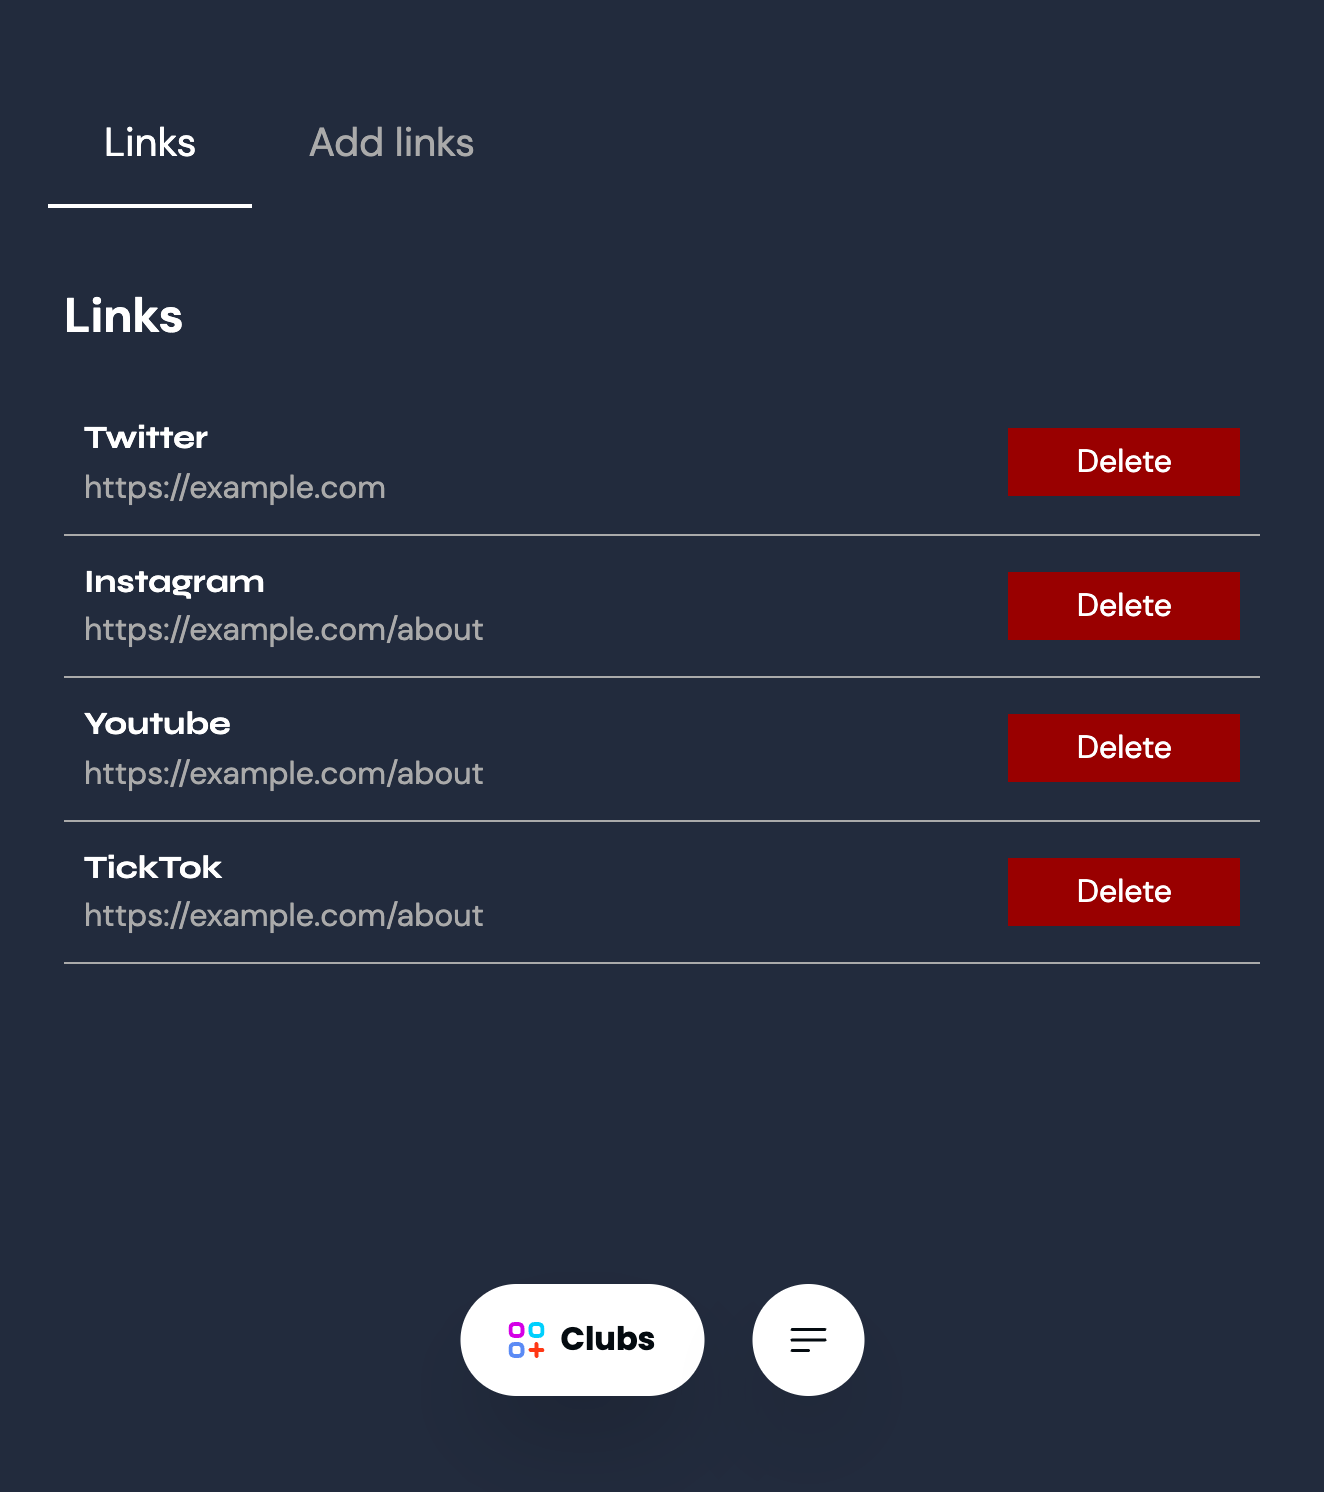 Links
Add links
Links
Twitter
https://example.com
Delete
Instagram
https://example.com/about
Delete
Youtube
https://example.com/about
Delete
TickTok
https://example.com/about
Delete
Clubs